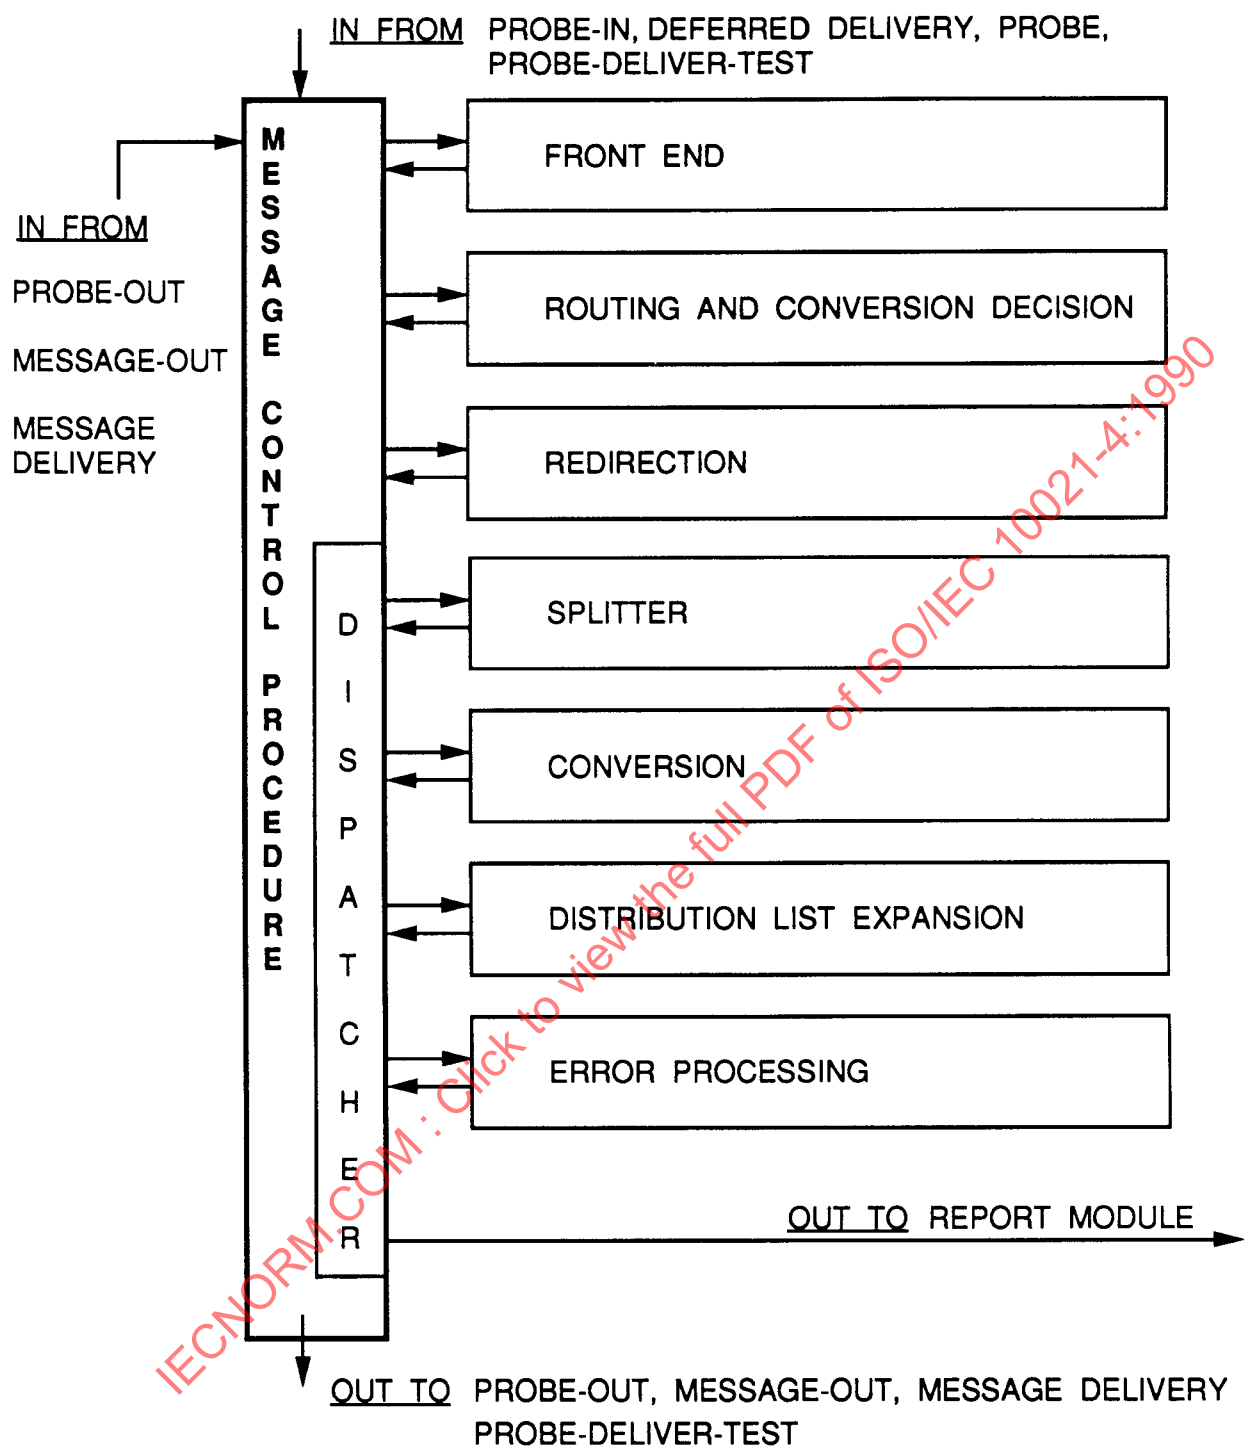 IN FROM PROBE-IN, DEFERRED DELIVERY, PROBE,
PROBE-DELIVER-TEST
IN FROM
PROBE-OUT
MESSAGE-OUT
MESSAGE
DELIVERY
MESSAGE CONTROL PROCEDURE
DISPATCHER
FRONT END
ROUTING AND CONVERSION DECISION
REDIRECTION
SPLITTER
CONVERSION
DISTRIBUTION LIST EXPANSION
ERROR PROCESSING
OUT TO REPORT MODULE
OUT TO PROBE-OUT, MESSAGE-OUT, MESSAGE DELIVERY
PROBE-DELIVER-TEST
IECNORM.COM : Click to view the full PDF of ISO/IEC 10021-4:1990